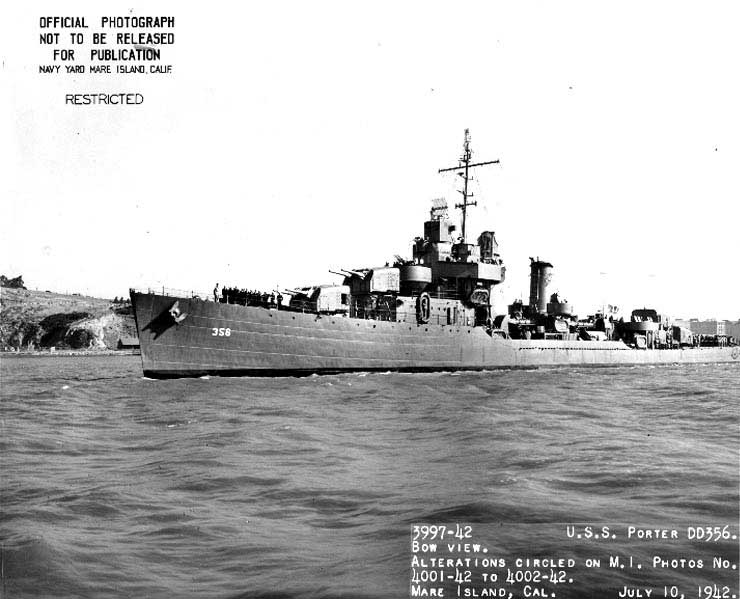 OFFICIAL PHOTOGRAPH
NOT TO BE RELEASED
FOR PUBLICATION
NAVY YARD MARE ISLAND, CALIF.
RESTRICTED
356
3997-42 U.S.S. PORTER DD356.
BOW VIEW.
ALTERATIONS CIRCLED ON M.I. PHOTOS NO.
4001-42 TO 4002-42.
MARE ISLAND, CAL. JULY 10, 1942.